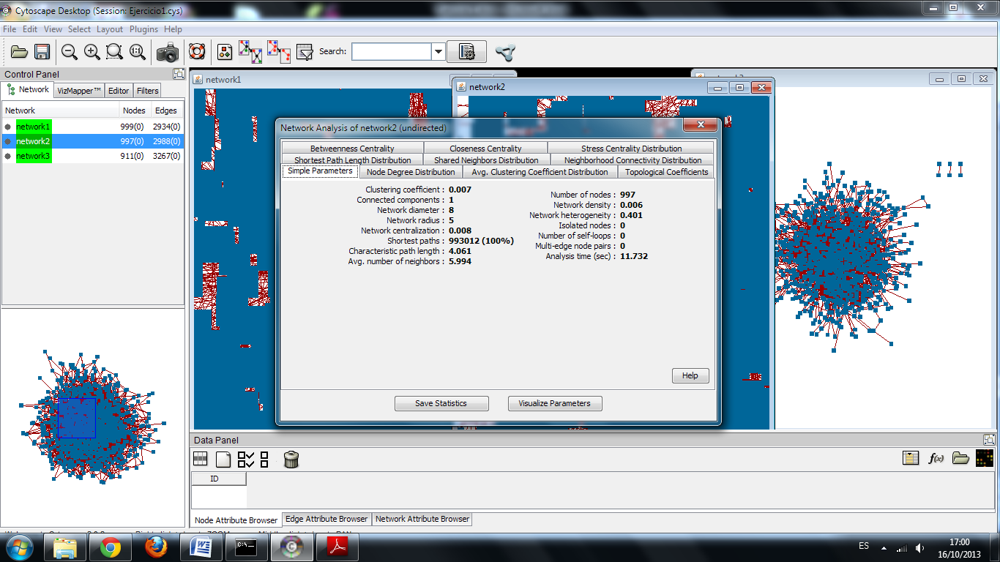 Cytoscape Desktop (Session: Ejercicio1.cys)
File Edit View Select Layout Plugins Help
Search:
Control Panel
Network VizMapper™ Editor Filters
Network Nodes Edges
network1 999(0) 2934(0)
network2 997(0) 2988(0)
network3 911(0) 3267(0)
network1
network2
Network Analysis of network2 (undirected)
Betweenness Centrality Closeness Centrality Stress Centrality Distribution
Shortest Path Length Distribution Shared Neighbors Distribution Neighborhood Connectivity Distribution
Simple Parameters Node Degree Distribution Avg. Clustering Coefficient Distribution Topological Coefficients
Clustering coefficient : 0.007
Connected components : 1
Network diameter : 8
Network radius : 5
Network centralization : 0.008
Shortest paths : 993012 (100%)
Characteristic path length : 4.061
Avg. number of neighbors : 5.994
Number of nodes : 997
Network density : 0.006
Network heterogeneity : 0.401
Isolated nodes : 0
Number of self-loops : 0
Multi-edge node pairs : 0
Analysis time (sec) : 11.732
Help
Save Statistics Visualize Parameters
Data Panel
f(x)
ID
Node Attribute Browser Edge Attribute Browser Network Attribute Browser
C:\
W
ES
17:00
16/10/2013